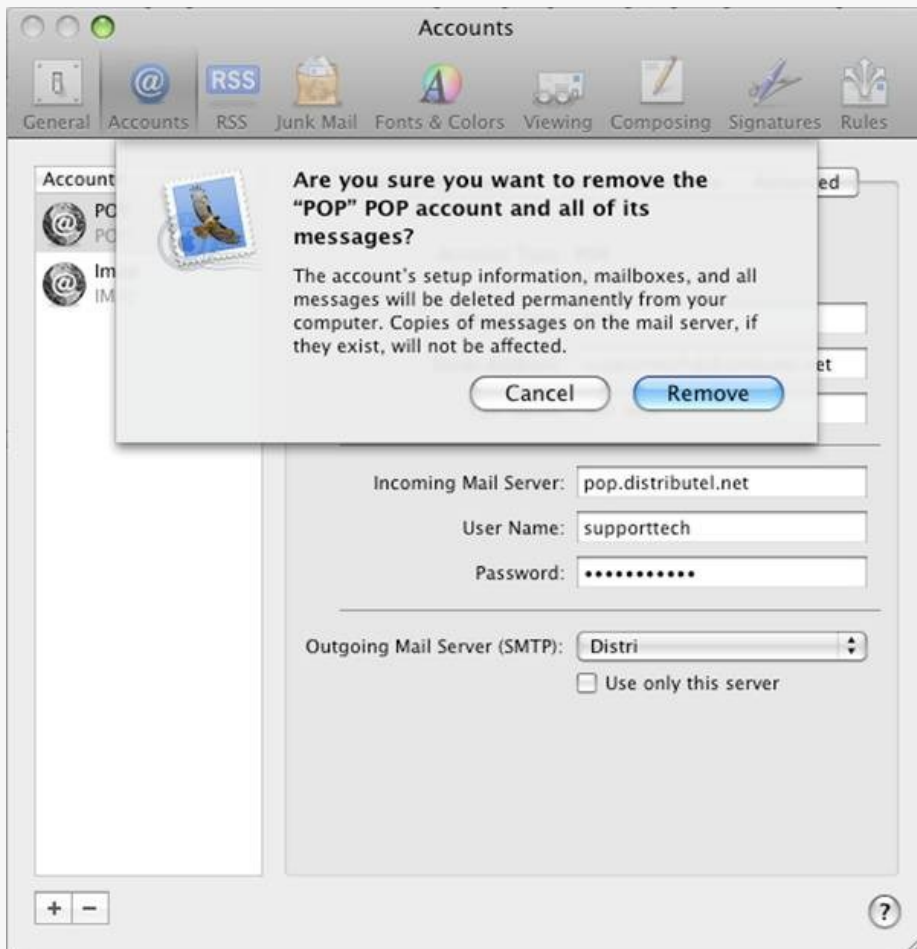 Accounts
RSS
General Accounts RSS Junk Mail Fonts & Colors Viewing Composing Signatures Rules
Account
Are you sure you want to remove the
“POP” POP account and all of its
messages?
The account’s setup information, mailboxes, and all
messages will be deleted permanently from your
computer. Copies of messages on the mail server, if
they exist, will not be affected.
Cancel Remove
Incoming Mail Server: pop.distributel.net
User Name: supporttech
Password: •••••••••••
Outgoing Mail Server (SMTP): Distri
Use only this server